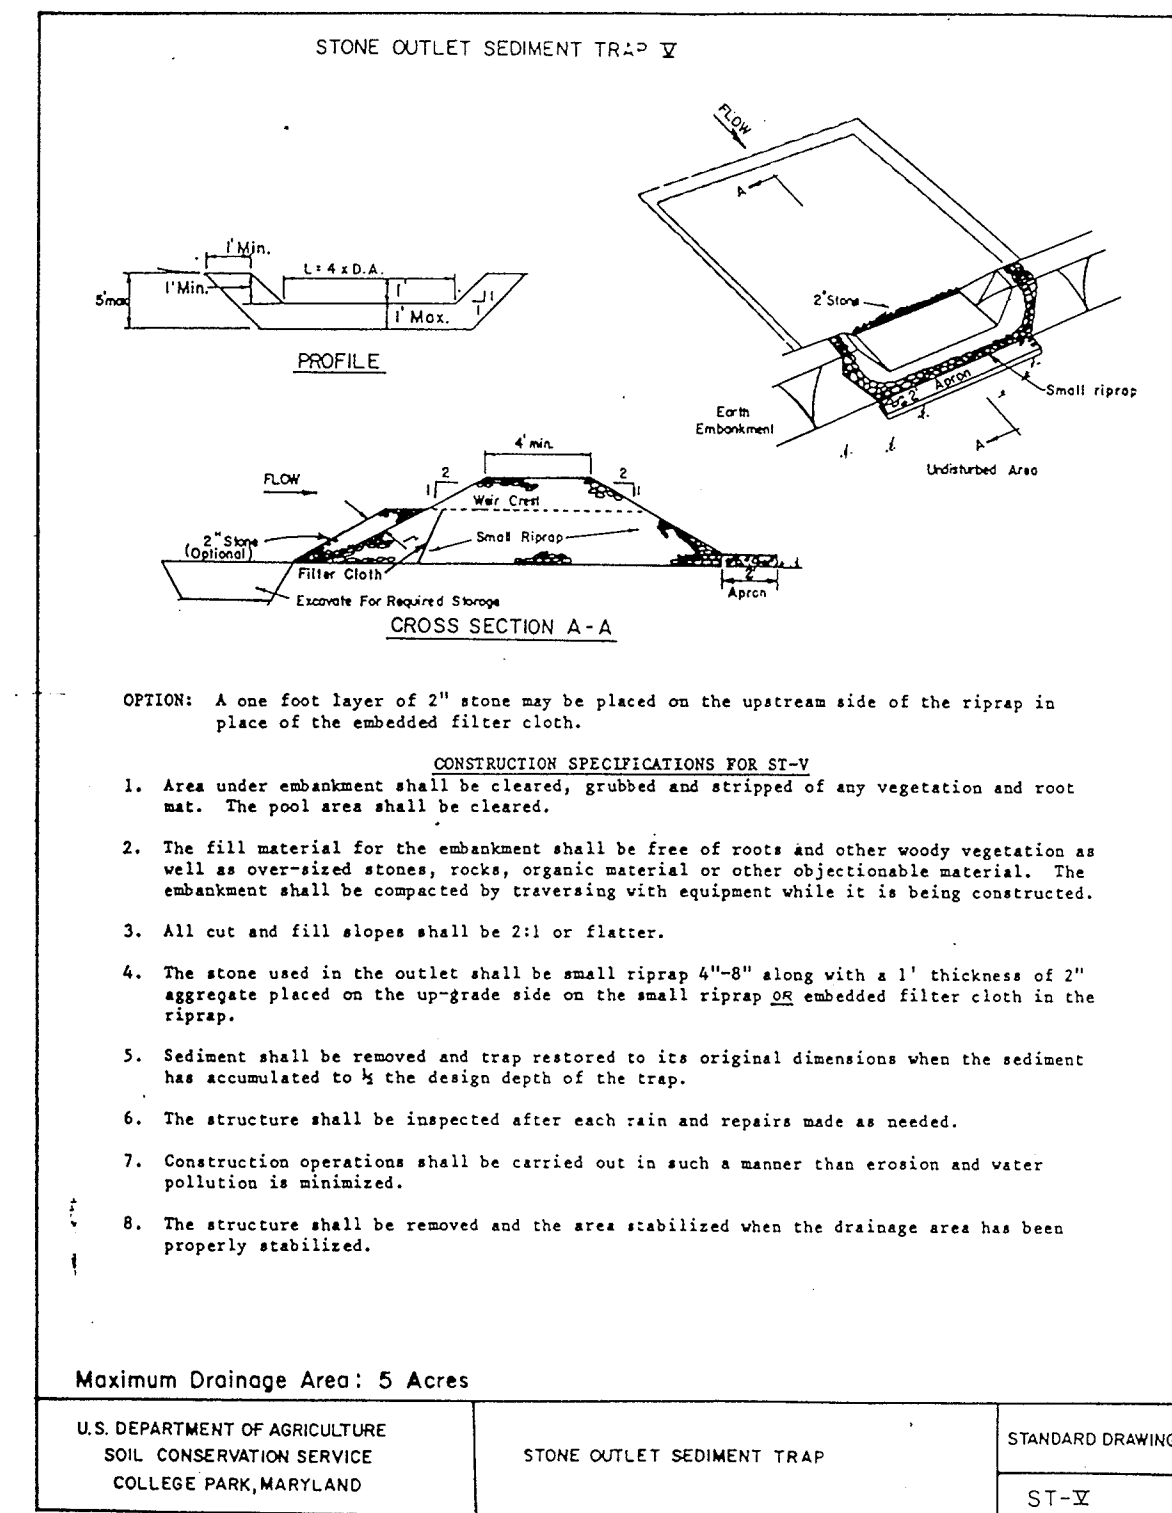 STONE OUTLET SEDIMENT TRAP V
FLOW
A
2" Stone
Apron
2'
Small riprap
Earth
Embankment
A
Undisturbed Area
1' Min.
L = 4 x D.A.
1' Min.
1'
5' max
1' Max.
1
1
PROFILE
4' min.
FLOW
2
1
2
1
Weir Crest
2" Stone
(Optional)
1'
Small Riprap
Filter Cloth
2'
Apron
Excavate For Required Storage
CROSS SECTION A-A
OPTION: A one foot layer of 2" stone may be placed on the upstream side of the riprap in
place of the embedded filter cloth.
CONSTRUCTION SPECIFICATIONS FOR ST-V
1. Area under embankment shall be cleared, grubbed and stripped of any vegetation and root
mat. The pool area shall be cleared.
2. The fill material for the embankment shall be free of roots and other woody vegetation as
well as over-sized stones, rocks, organic material or other objectionable material. The
embankment shall be compacted by traversing with equipment while it is being constructed.
3. All cut and fill slopes shall be 2:1 or flatter.
4. The stone used in the outlet shall be small riprap 4"-8" along with a 1' thickness of 2"
aggregate placed on the up-grade side on the small riprap OR embedded filter cloth in the
riprap.
5. Sediment shall be removed and trap restored to its original dimensions when the sediment
has accumulated to ½ the design depth of the trap.
6. The structure shall be inspected after each rain and repairs made as needed.
7. Construction operations shall be carried out in such a manner than erosion and water
pollution is minimized.
8. The structure shall be removed and the area stabilized when the drainage area has been
properly stabilized.
Maximum Drainage Area: 5 Acres
U.S. DEPARTMENT OF AGRICULTURE
SOIL CONSERVATION SERVICE
COLLEGE PARK, MARYLAND
STONE OUTLET SEDIMENT TRAP
STANDARD DRAWING
ST-V